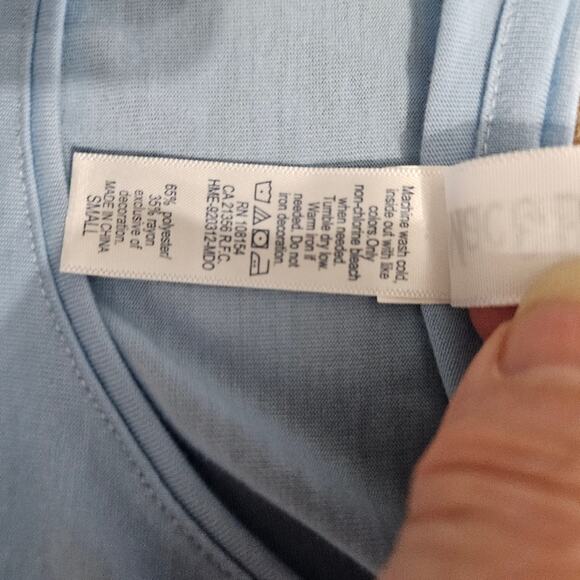 Machine wash cold,
inside out with like
colors. Only
non-chlorine bleach
when needed.
Tumble dry low.
Warm iron if
needed. Do not
iron decoration.
RN 108154
CA 21356 R.F.C.
HME-920312-MDO
65% polyester/
35% rayon
exclusive of
decoration.
MADE IN CHINA
SMALL